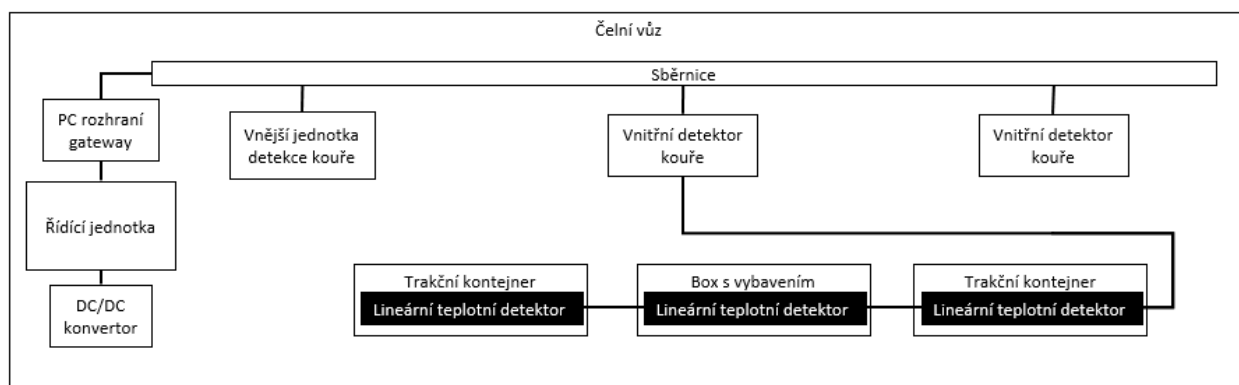 Čelní vůz
Sběrnice
PC rozhraní
gateway
Vnější jednotka
detekce kouře
Vnitřní detektor
kouře
Vnitřní detektor
kouře
Řídící jednotka
DC/DC
konvertor
Trakční kontejner
Lineární teplotní detektor
Box s vybavením
Lineární teplotní detektor
Trakční kontejner
Lineární teplotní detektor